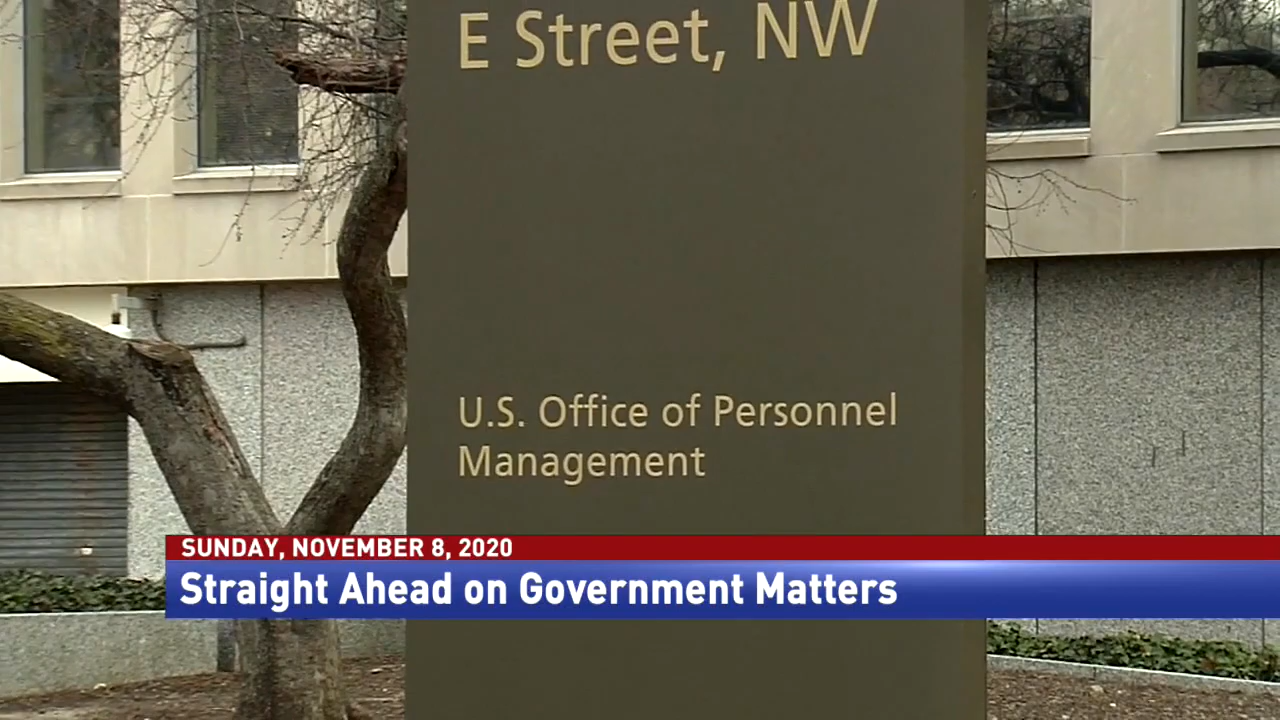 E Street, NW
U.S. Office of Personnel
Management
SUNDAY, NOVEMBER 8, 2020
Straight Ahead on Government Matters